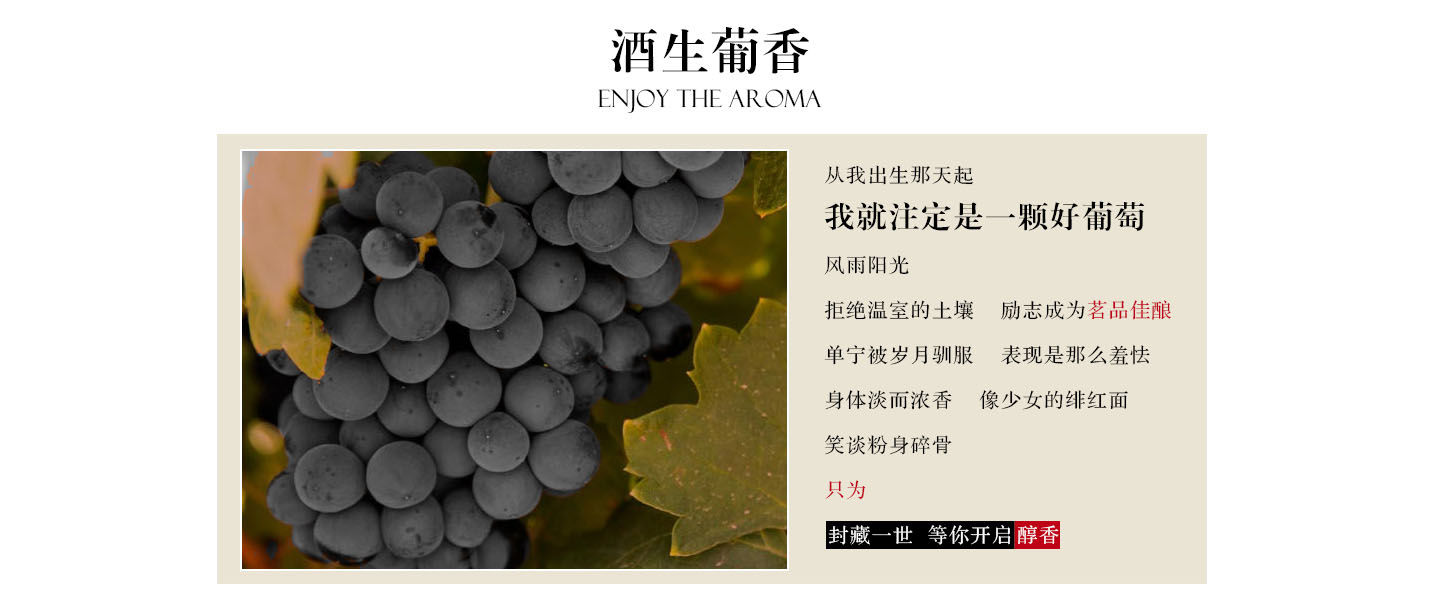 酒生葡香
ENJOY THE AROMA
从我出生那天起
我就注定是一颗好葡萄
风雨阳光
拒绝温室的土壤 励志成为茗品佳酿
单宁被岁月驯服 表现是那么羞怯
身体淡而浓香 像少女的绯红面
笑谈粉身碎骨
只为
封藏一世 等你开启醇香